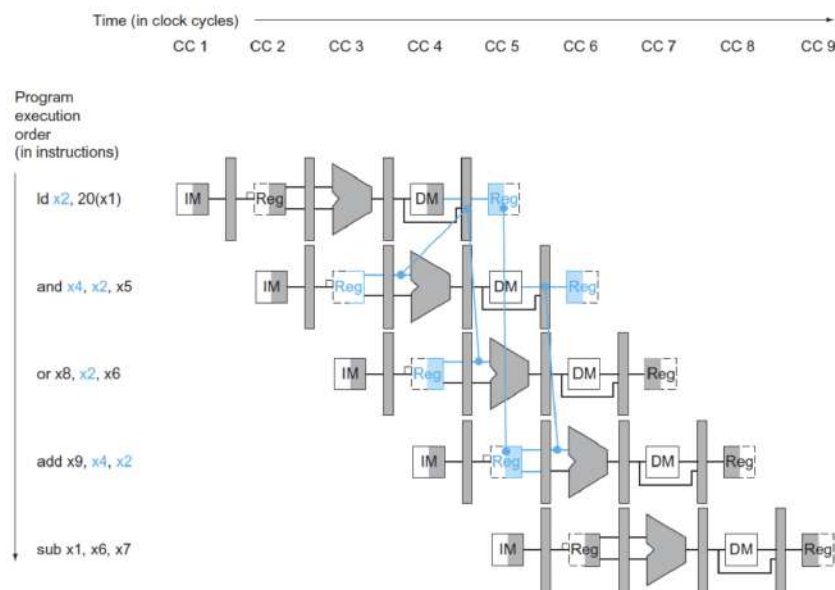 Time (in clock cycles)
CC 1 CC 2 CC 3 CC 4 CC 5 CC 6 CC 7 CC 8 CC 9
Program
execution
order
(in instructions)
ld x2, 20(x1) IM Reg DM Reg
and x4, x2, x5 IM Reg DM Reg
or x8, x2, x6 IM Reg DM Reg
add x9, x4, x2 IM Reg DM Reg
sub x1, x6, x7 IM Reg DM Reg